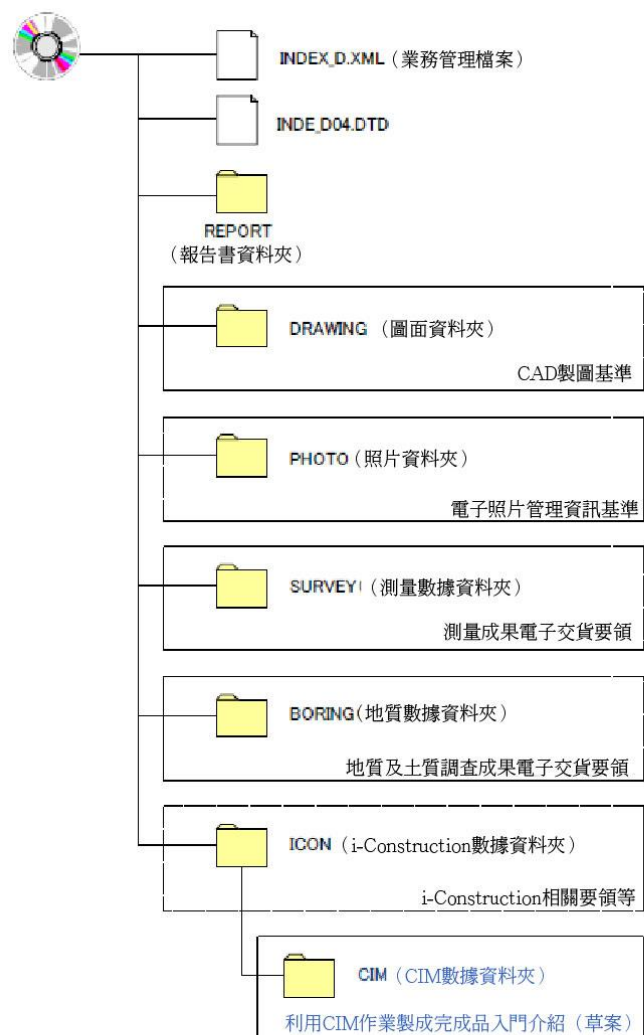 INDEX_D.XML（業務管理檔案）
INDE_D04.DTD
REPORT
（報告書資料夾）
DRAWING （圖面資料夾）
CAD製圖基準
PHOTO（照片資料夾）
電子照片管理資訊基準
SURVEY（測量數據資料夾）
測量成果電子交貨要領
BORING（地質數據資料夾）
地質及土質調查成果電子交貨要領
ICON （i-Construction數據資料夾）
i-Construction相關要領等
CIM （CIM數據資料夾）
利用CIM作業製成完成品入門介紹（草案）